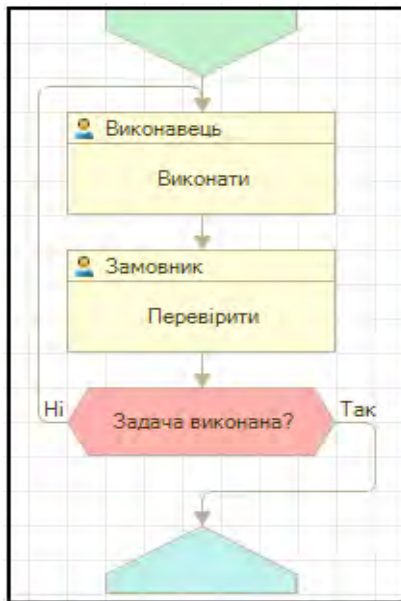 Виконавець
Виконати
Замовник
Перевірити
Ні
Задача виконана?
Так